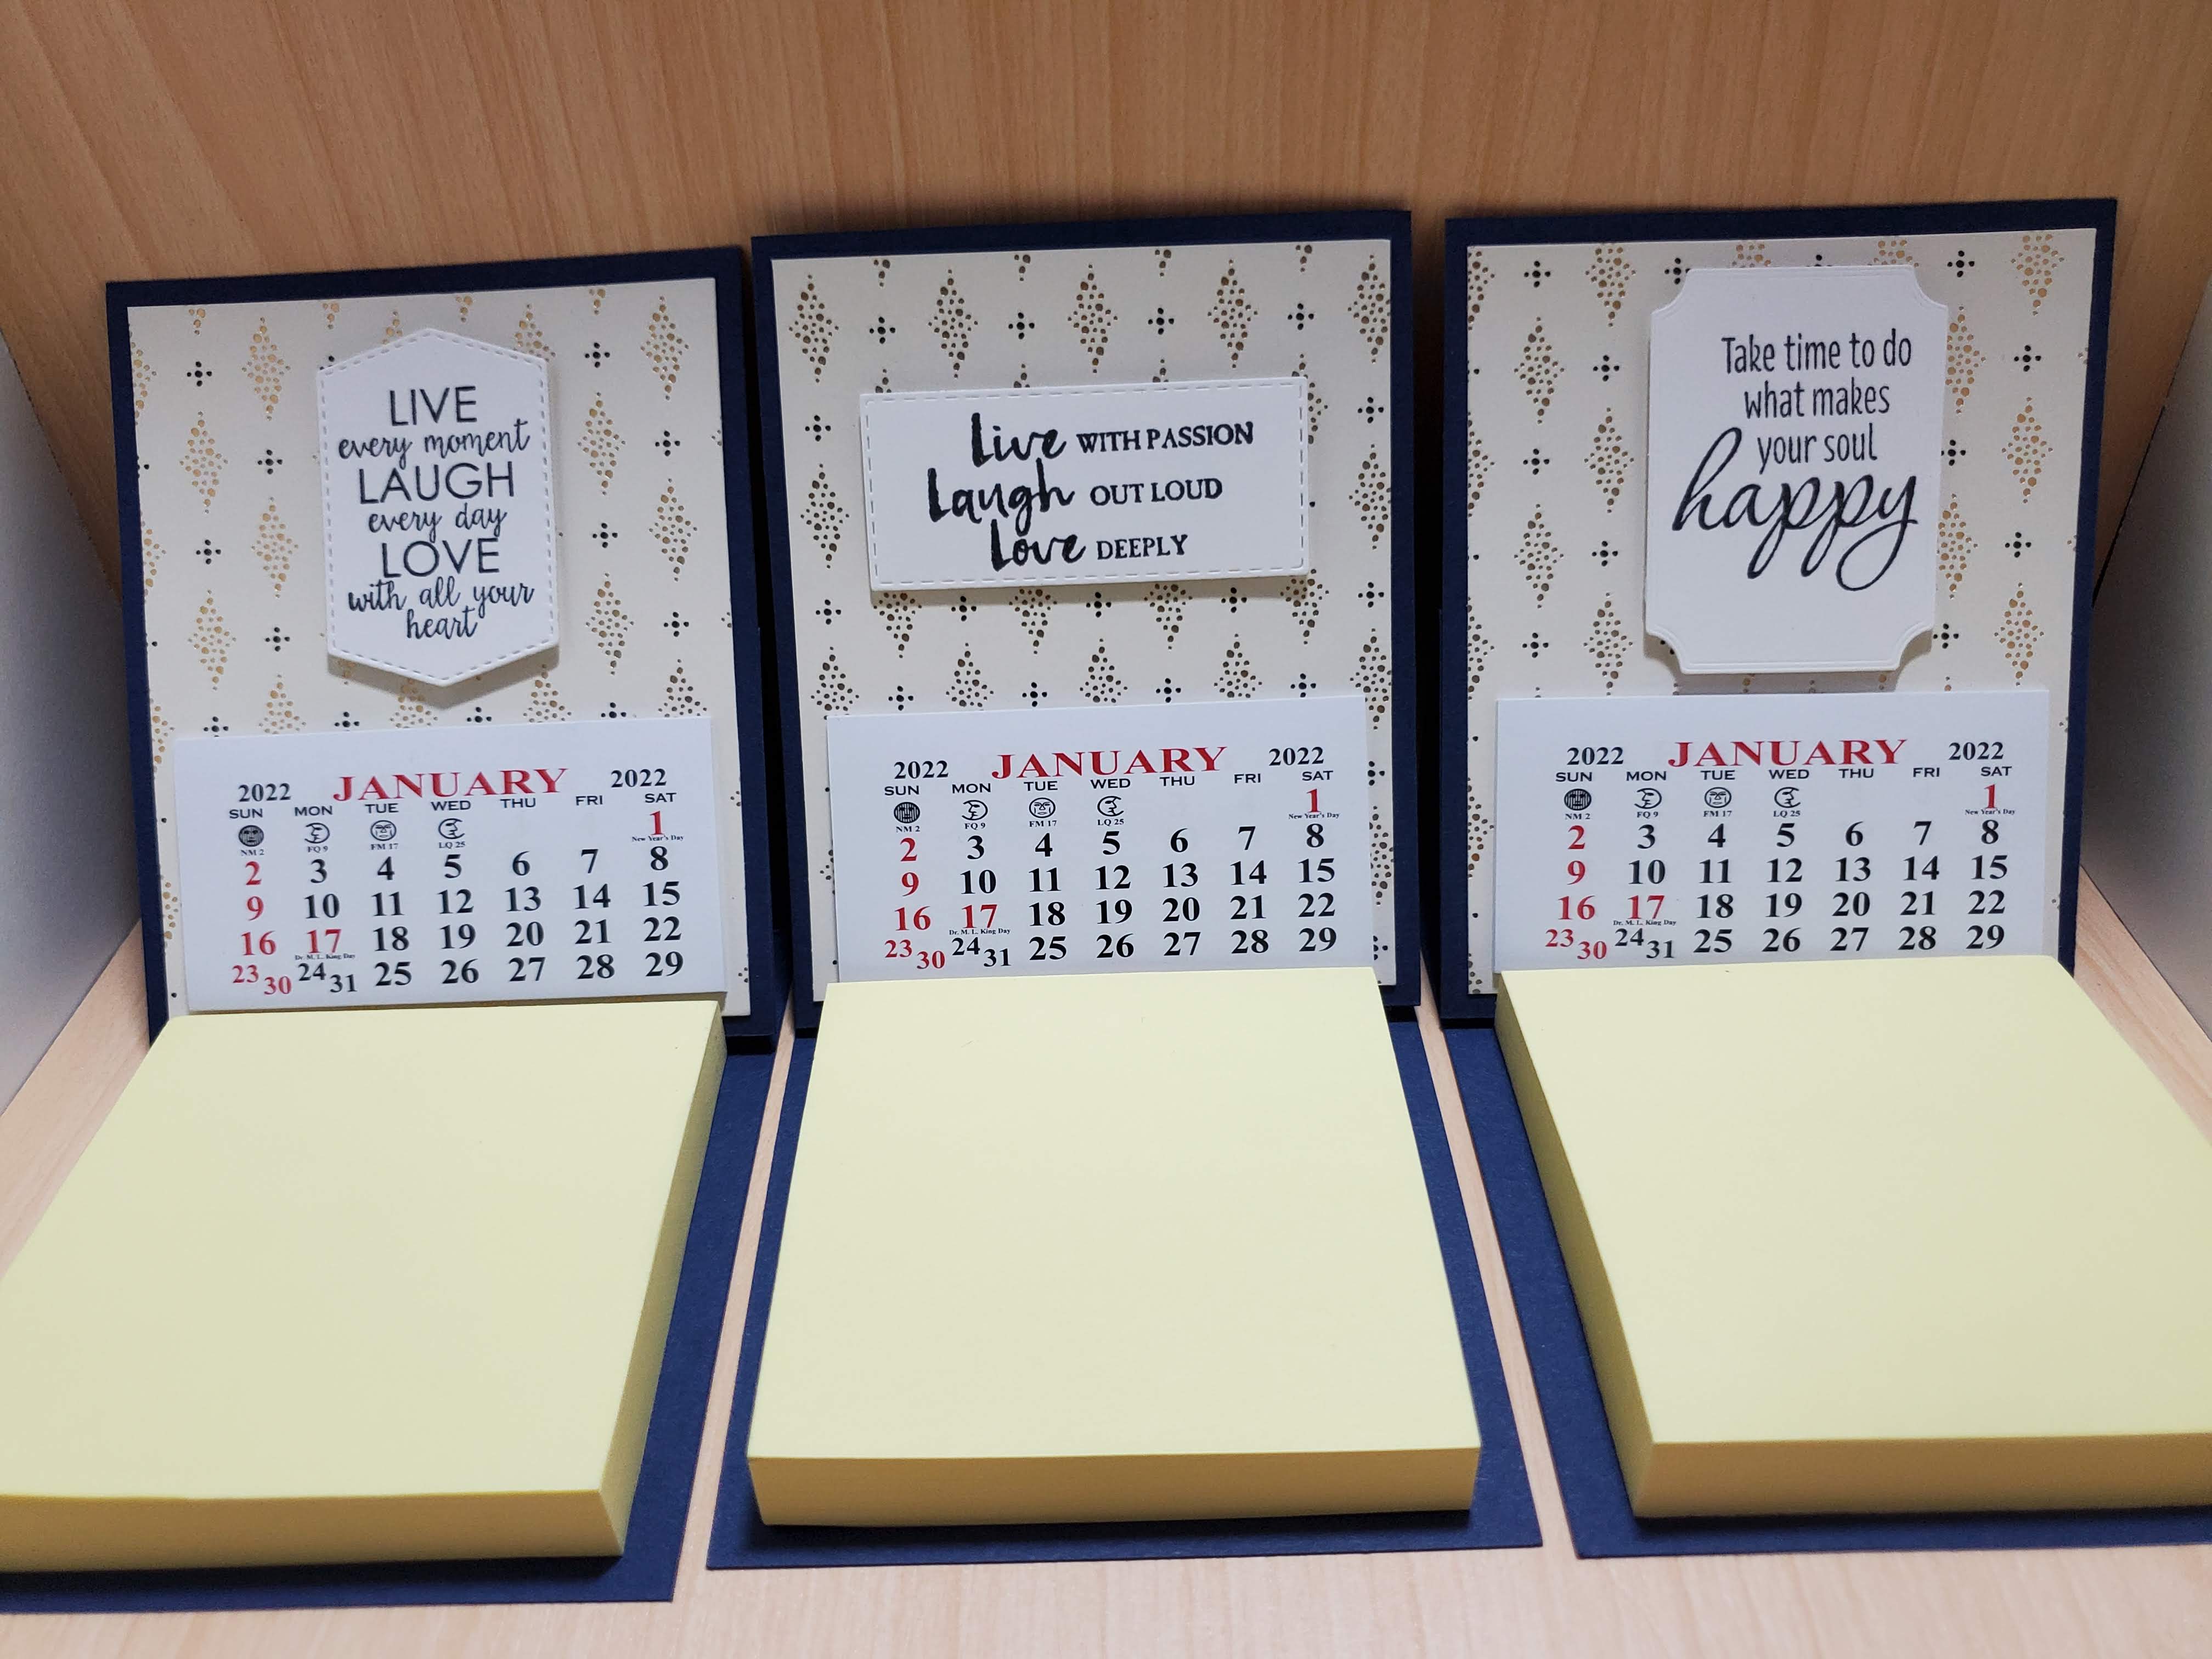 LIVE
every moment
LAUGH
every day
LOVE
with all your
heart
2022 JANUARY 2022
SUN MON TUE WED THU FRI SAT
1
NM 2 FQ 9 FM 17 LQ 25 New Year's Day
2 3 4 5 6 7 8
9 10 11 12 13 14 15
16 17 18 19 20 21 22
Dr. M. L. King Day
23 30 24 31 25 26 27 28 29
Live WITH PASSION
Laugh OUT LOUD
Love DEEPLY
2022 JANUARY 2022
SUN MON TUE WED THU FRI SAT
1
NM 2 FQ 9 FM 17 LQ 25 New Year's Day
2 3 4 5 6 7 8
9 10 11 12 13 14 15
16 17 18 19 20 21 22
Dr. M. L. King Day
23 30 24 31 25 26 27 28 29
Take time to do
what makes
your soul
happy
2022 JANUARY 2022
SUN MON TUE WED THU FRI SAT
1
NM 2 FQ 9 FM 17 LQ 25 New Year's Day
2 3 4 5 6 7 8
9 10 11 12 13 14 15
16 17 18 19 20 21 22
Dr. M. L. King Day
23 30 24 31 25 26 27 28 29